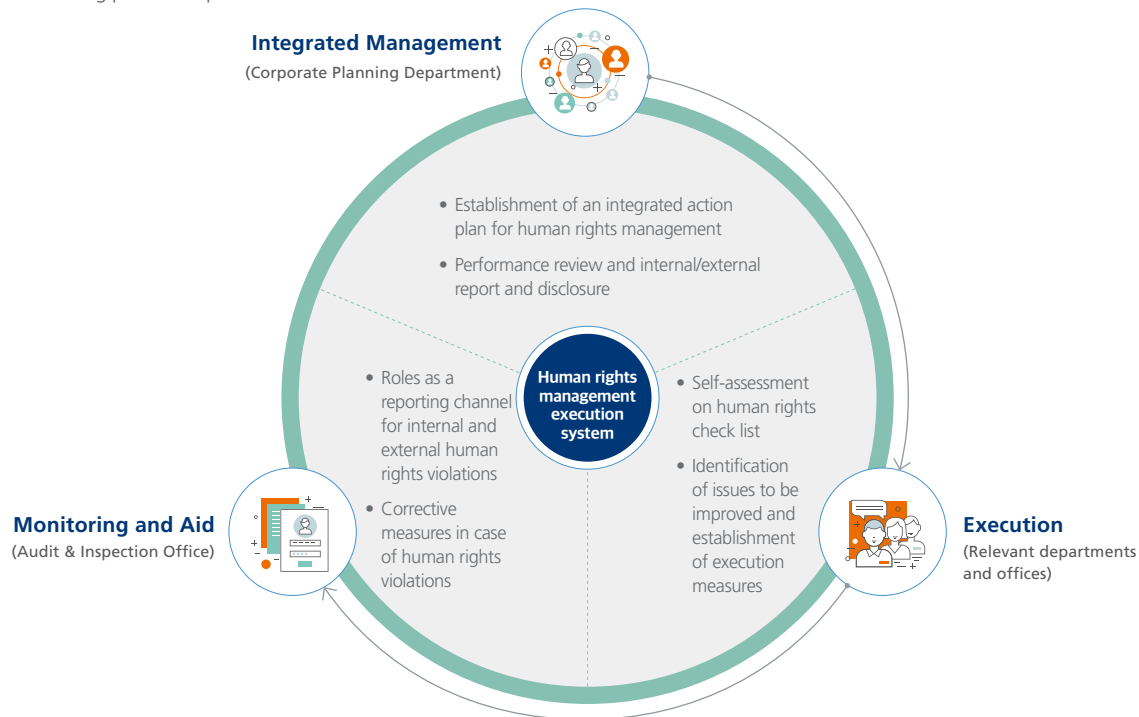 Integrated Management
(Corporate Planning Department)
• Establishment of an integrated action
plan for human rights management
• Performance review and internal/external
report and disclosure
Human rights
management
execution
system
• Roles as a
reporting channel
for internal and
external human
rights violations
• Corrective
measures in case
of human rights
violations
• Self-assessment
on human rights
check list
• Identification
of issues to be
improved and
establishment
of execution
measures
Monitoring and Aid
(Audit & Inspection Office)
Execution
(Relevant departments
and offices)